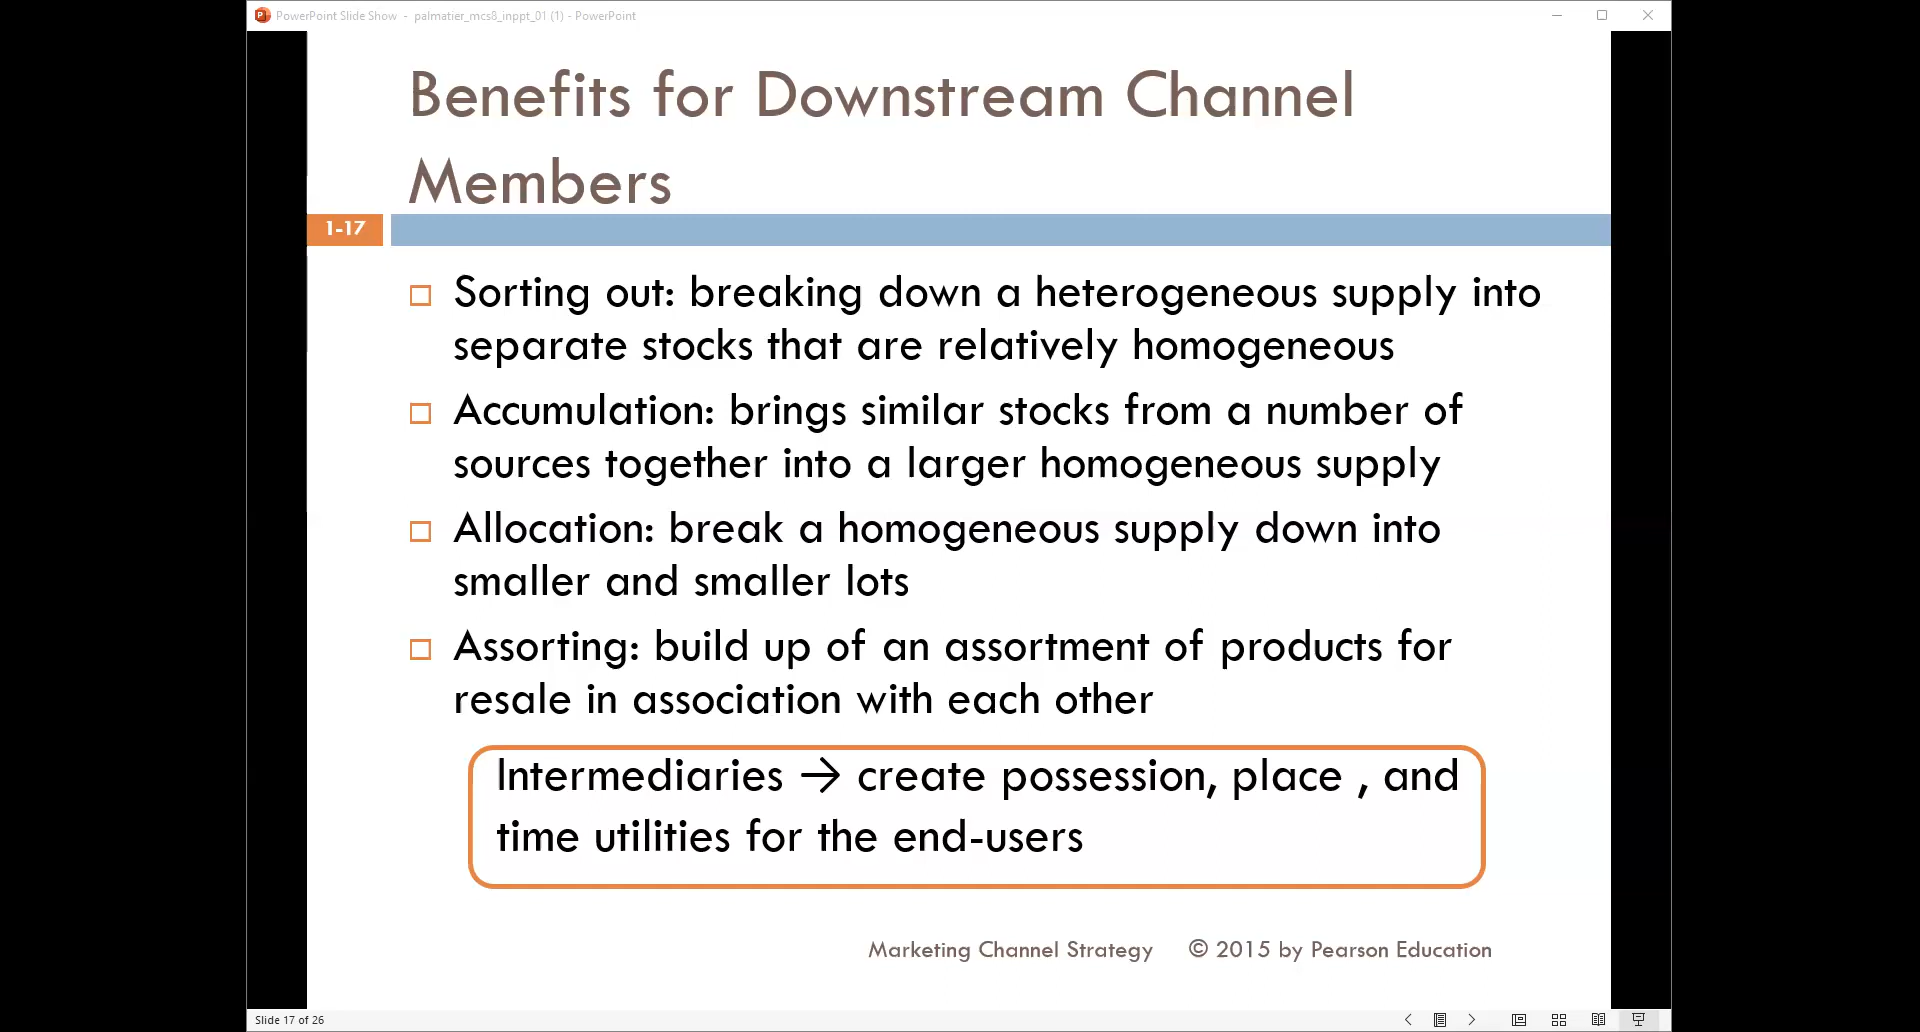 PowerPoint Slide Show - palmatier_mcs8_inppt_01 (1) - PowerPoint
Benefits for Downstream Channel
Members
1-17
Sorting out: breaking down a heterogeneous supply into
separate stocks that are relatively homogeneous
Accumulation: brings similar stocks from a number of
sources together into a larger homogeneous supply
Allocation: break a homogeneous supply down into
smaller and smaller lots
Assorting: build up of an assortment of products for
resale in association with each other
Intermediaries → create possession, place , and
time utilities for the end-users
Marketing Channel Strategy © 2015 by Pearson Education
Slide 17 of 26